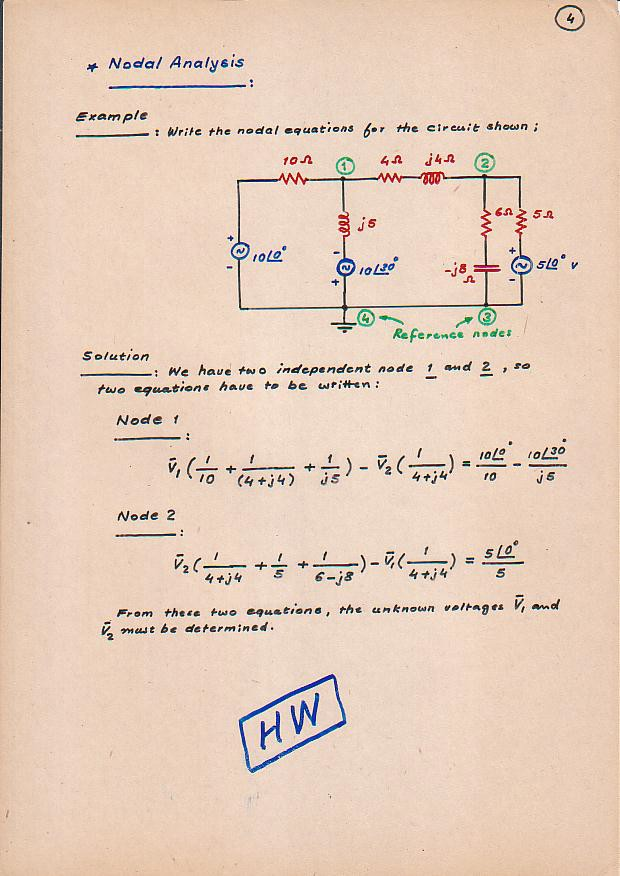 4
* Nodal Analysis :
Example : Write the nodal equations for the circuit shown ;
10Ω 1 4Ω j4Ω 2
j5 6Ω 5Ω
+ - 10∠0°
- + 10∠30°
-j8 Ω
+ - 5∠0° v
4 3
Reference nodes
Solution : We have two independent node 1 and 2 , so
two equations have to be written :
Node 1 :
V̄₁ ( 1/10 + 1/(4+j4) + 1/j5 ) - V̄₂ ( 1/4+j4 ) = 10∠0°/10 - 10∠30°/j5
Node 2 :
V̄₂ ( 1/4+j4 + 1/5 + 1/6-j8 ) - V̄₁ ( 1/4+j4 ) = 5∠0°/5
From these two equations , the unknown voltages V̄₁ and
V̄₂ must be determined .
HW